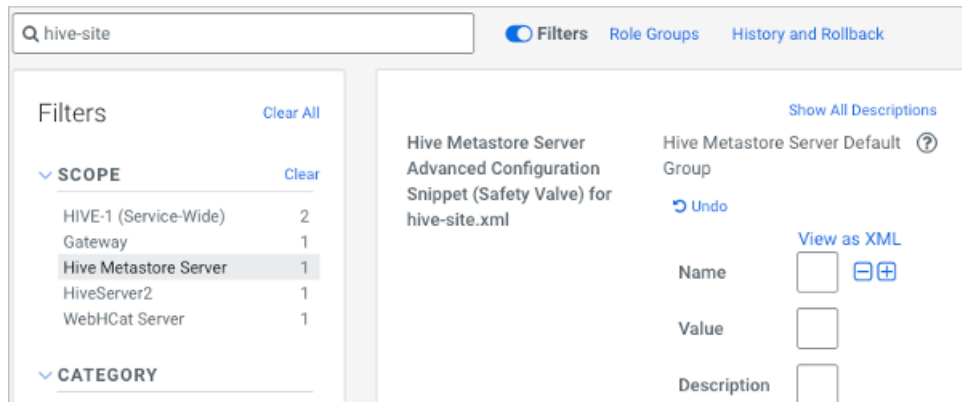 hive-site
Filters Role Groups History and Rollback
Filters Clear All
SCOPE Clear
HIVE-1 (Service-Wide) 2
Gateway 1
Hive Metastore Server 1
HiveServer2 1
WebHCat Server 1
CATEGORY
Show All Descriptions
Hive Metastore Server
Advanced Configuration
Snippet (Safety Valve) for
hive-site.xml
Hive Metastore Server Default ?
Group
Undo
View as XML
Name
Value
Description